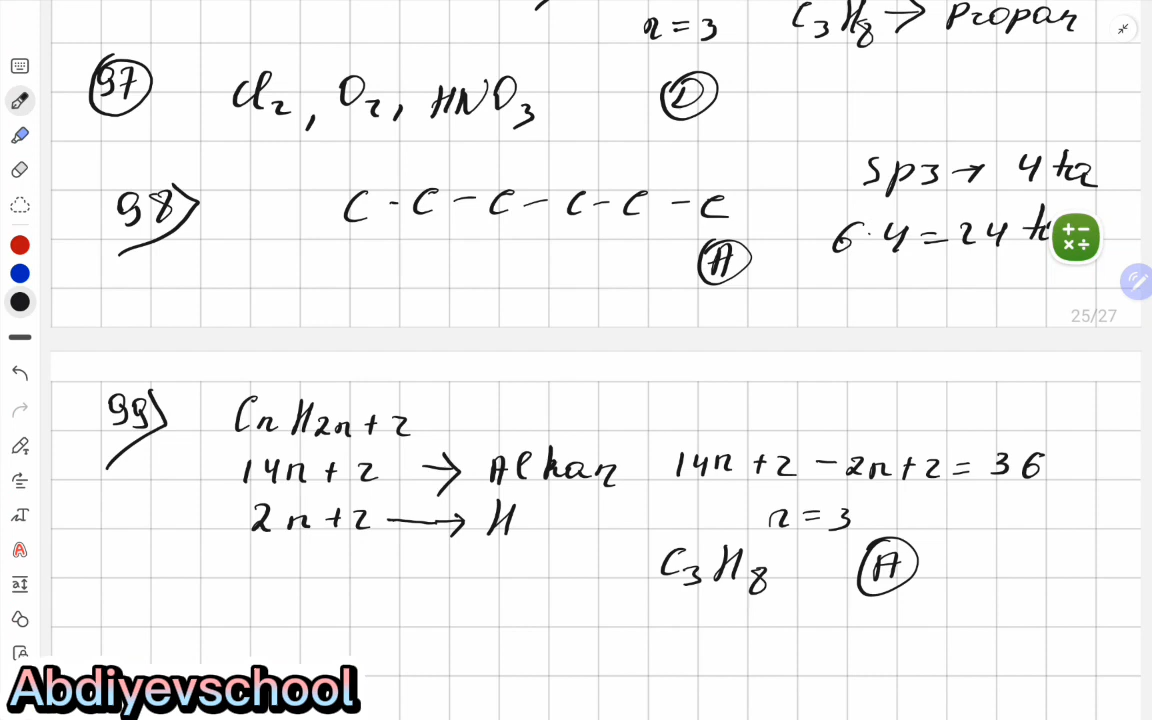 n = 3 C3H8 → Propan
97 Cl2, O2, HNO3 D
98 C - C - C - C - C - C
sp3 → 4 ta
6·4 = 24
A
25/27
99 CnH2n+2
14n + 2 → Alkan 14n + 2 - 2n + 2 = 36
2n + 2 → H n = 3
C3H8 A
Abdiyevschool